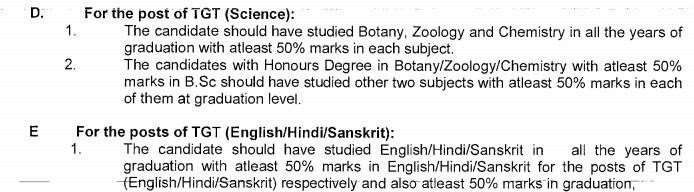 D. For the post of TGT (Science):
1. The candidate should have studied Botany, Zoology and Chemistry in all the years of
graduation with atleast 50% marks in each subject.
2. The candidates with Honours Degree in Botany/Zoology/Chemistry with atleast 50%
marks in B.Sc should have studied other two subjects with atleast 50% marks in each
of them at graduation level.
E For the posts of TGT (English/Hindi/Sanskrit):
1. The candidate should have studied English/Hindi/Sanskrit in all the years of
graduation with atleast 50% marks in English/Hindi/Sanskrit for the posts of TGT
(English/Hindi/Sanskrit) respectively and also atleast 50% marks in graduation,